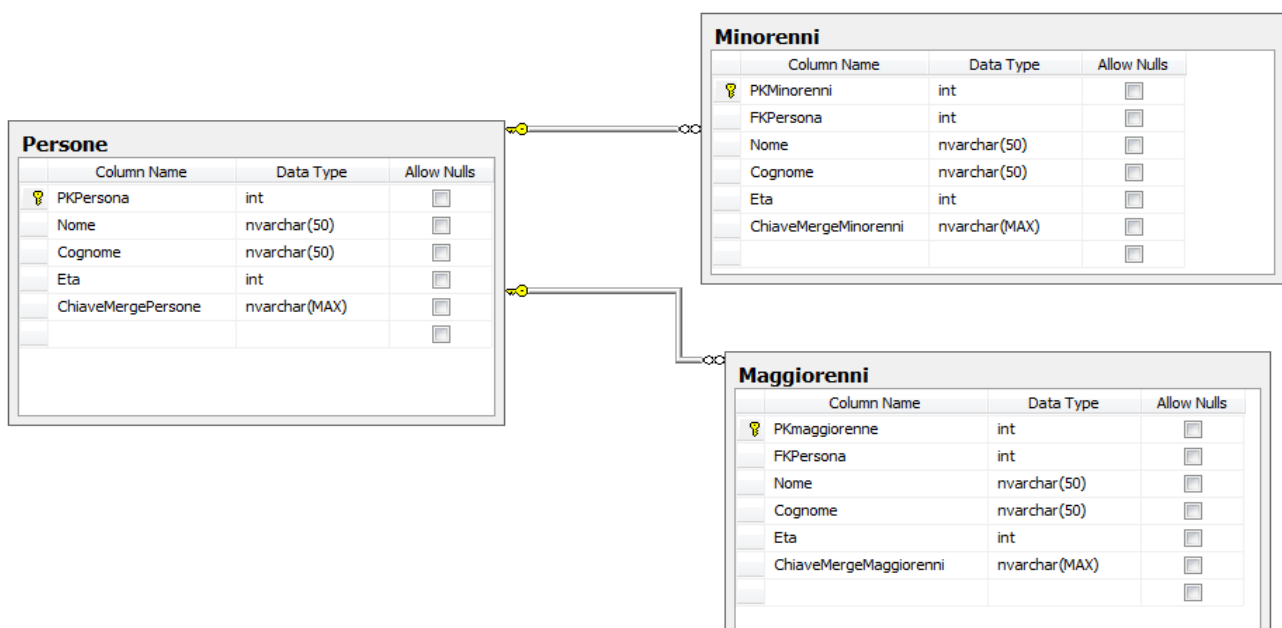 Persone
Column Name Data Type Allow Nulls
PKPersona int
Nome nvarchar(50)
Cognome nvarchar(50)
Eta int
ChiaveMergePersone nvarchar(MAX)
Minorenni
Column Name Data Type Allow Nulls
PKMinorenni int
FKPersona int
Nome nvarchar(50)
Cognome nvarchar(50)
Eta int
ChiaveMergeMinorenni nvarchar(MAX)
Maggiorenni
Column Name Data Type Allow Nulls
PKmaggiorenne int
FKPersona int
Nome nvarchar(50)
Cognome nvarchar(50)
Eta int
ChiaveMergeMaggiorenni nvarchar(MAX)